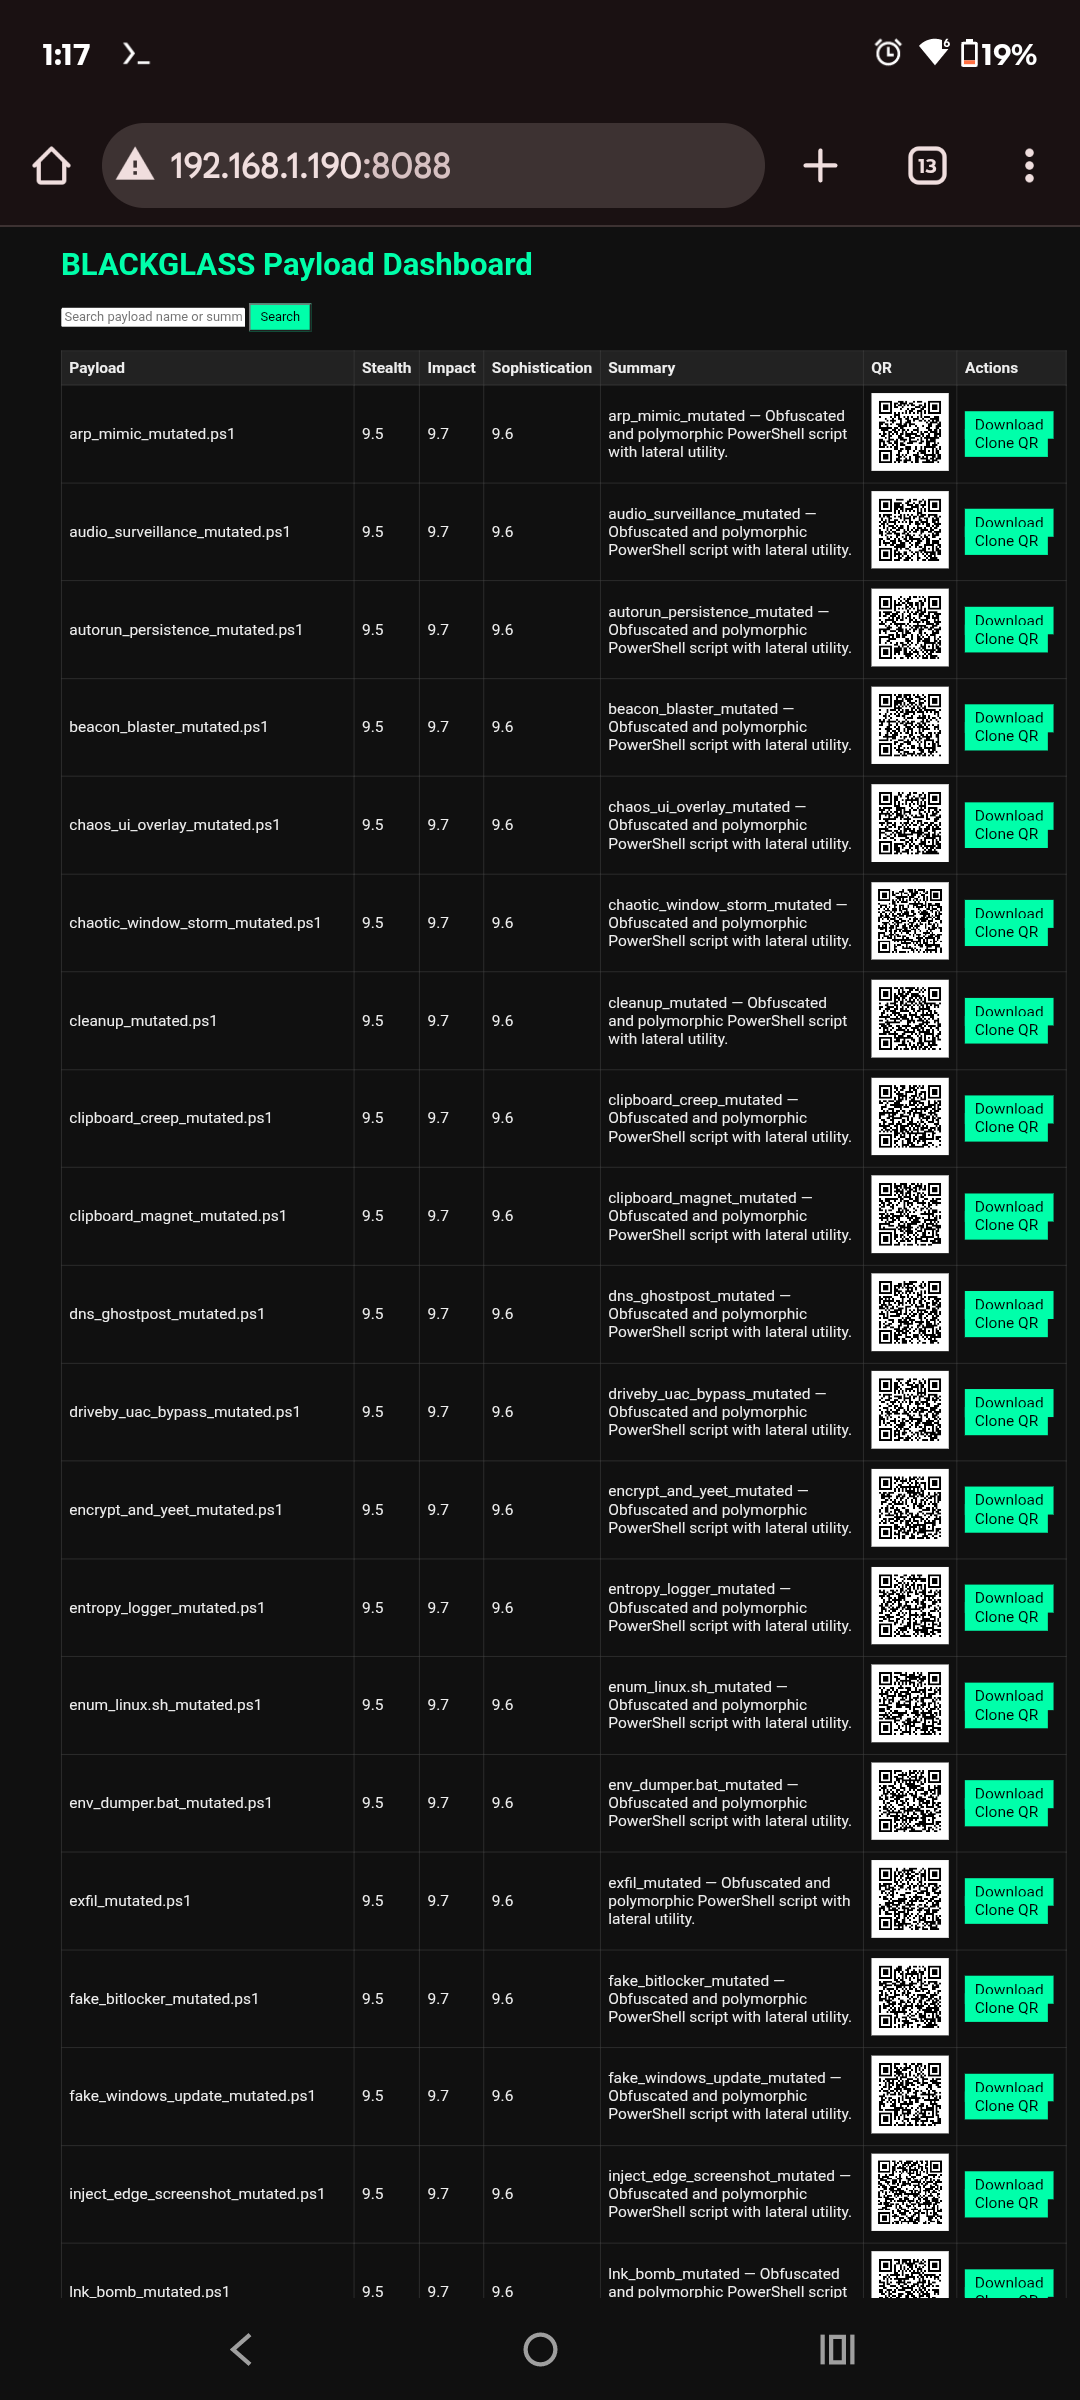 1:17
19%
192.168.1.190:8088
13
BLACKGLASS Payload Dashboard
Search payload name or summ
Search
Payload Stealth Impact Sophistication Summary QR Actions
arp_mimic_mutated.ps1 9.5 9.7 9.6 arp_mimic_mutated — Obfuscated
and polymorphic PowerShell script
with lateral utility.
Download
Clone QR
audio_surveillance_mutated.ps1 9.5 9.7 9.6 audio_surveillance_mutated —
Obfuscated and polymorphic
PowerShell script with lateral utility.
Download
Clone QR
autorun_persistence_mutated.ps1 9.5 9.7 9.6 autorun_persistence_mutated —
Obfuscated and polymorphic
PowerShell script with lateral utility.
Download
Clone QR
beacon_blaster_mutated.ps1 9.5 9.7 9.6 beacon_blaster_mutated —
Obfuscated and polymorphic
PowerShell script with lateral utility.
Download
Clone QR
chaos_ui_overlay_mutated.ps1 9.5 9.7 9.6 chaos_ui_overlay_mutated —
Obfuscated and polymorphic
PowerShell script with lateral utility.
Download
Clone QR
chaotic_window_storm_mutated.ps1 9.5 9.7 9.6 chaotic_window_storm_mutated —
Obfuscated and polymorphic
PowerShell script with lateral utility.
Download
Clone QR
cleanup_mutated.ps1 9.5 9.7 9.6 cleanup_mutated — Obfuscated
and polymorphic PowerShell script
with lateral utility.
Download
Clone QR
clipboard_creep_mutated.ps1 9.5 9.7 9.6 clipboard_creep_mutated —
Obfuscated and polymorphic
PowerShell script with lateral utility.
Download
Clone QR
clipboard_magnet_mutated.ps1 9.5 9.7 9.6 clipboard_magnet_mutated —
Obfuscated and polymorphic
PowerShell script with lateral utility.
Download
Clone QR
dns_ghostpost_mutated.ps1 9.5 9.7 9.6 dns_ghostpost_mutated —
Obfuscated and polymorphic
PowerShell script with lateral utility.
Download
Clone QR
driveby_uac_bypass_mutated.ps1 9.5 9.7 9.6 driveby_uac_bypass_mutated —
Obfuscated and polymorphic
PowerShell script with lateral utility.
Download
Clone QR
encrypt_and_yeet_mutated.ps1 9.5 9.7 9.6 encrypt_and_yeet_mutated —
Obfuscated and polymorphic
PowerShell script with lateral utility.
Download
Clone QR
entropy_logger_mutated.ps1 9.5 9.7 9.6 entropy_logger_mutated —
Obfuscated and polymorphic
PowerShell script with lateral utility.
Download
Clone QR
enum_linux.sh_mutated.ps1 9.5 9.7 9.6 enum_linux.sh_mutated —
Obfuscated and polymorphic
PowerShell script with lateral utility.
Download
Clone QR
env_dumper.bat_mutated.ps1 9.5 9.7 9.6 env_dumper.bat_mutated —
Obfuscated and polymorphic
PowerShell script with lateral utility.
Download
Clone QR
exfil_mutated.ps1 9.5 9.7 9.6 exfil_mutated — Obfuscated and
polymorphic PowerShell script with
lateral utility.
Download
Clone QR
fake_bitlocker_mutated.ps1 9.5 9.7 9.6 fake_bitlocker_mutated —
Obfuscated and polymorphic
PowerShell script with lateral utility.
Download
Clone QR
fake_windows_update_mutated.ps1 9.5 9.7 9.6 fake_windows_update_mutated —
Obfuscated and polymorphic
PowerShell script with lateral utility.
Download
Clone QR
inject_edge_screenshot_mutated.ps1 9.5 9.7 9.6 inject_edge_screenshot_mutated —
Obfuscated and polymorphic
PowerShell script with lateral utility.
Download
Clone QR
lnk_bomb_mutated.ps1 9.5 9.7 9.6 lnk_bomb_mutated — Obfuscated
and polymorphic PowerShell script
Download